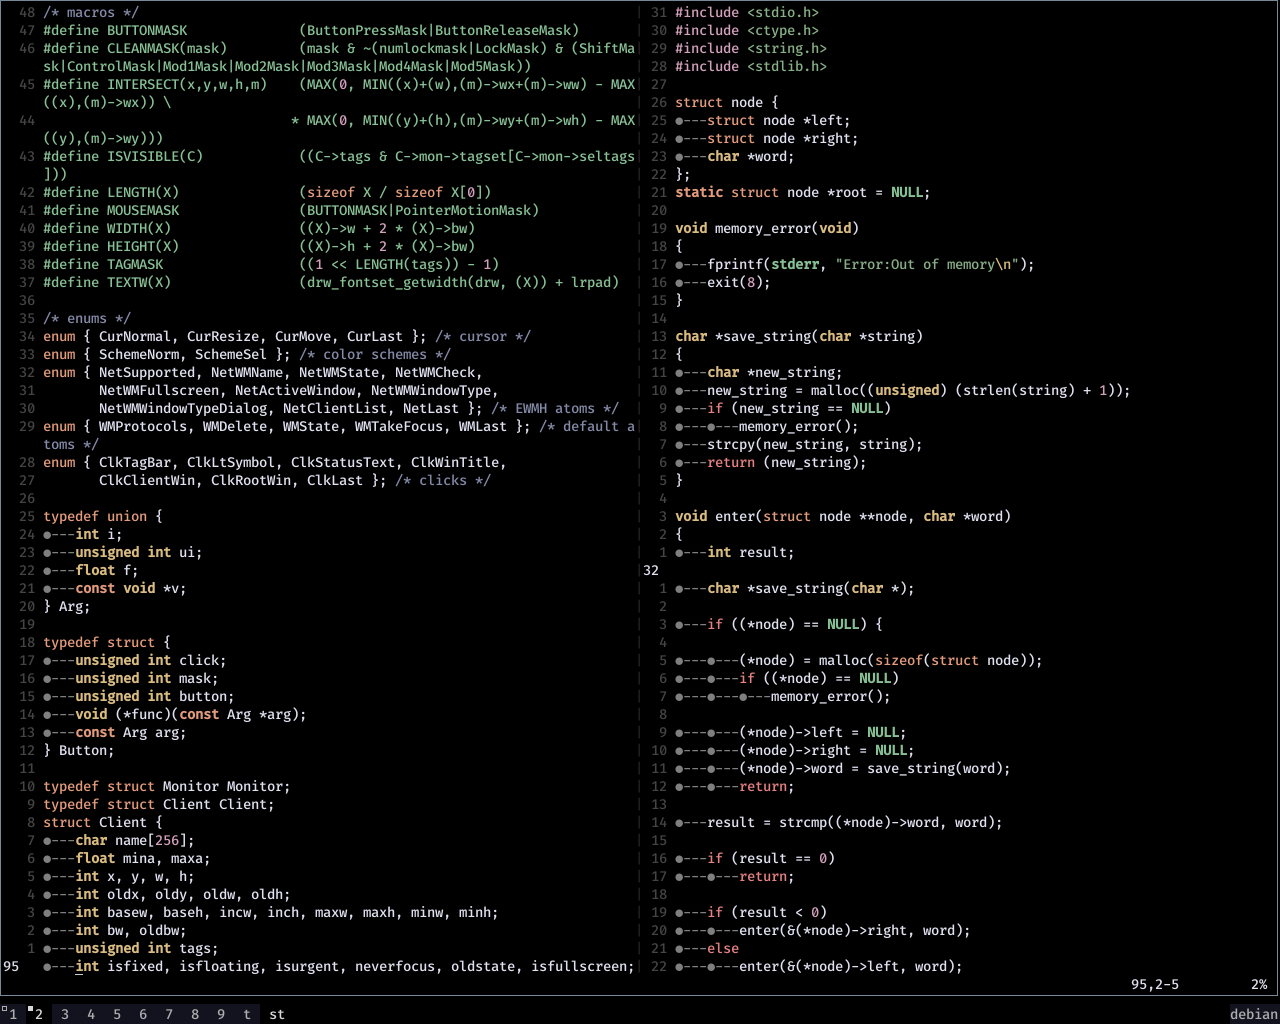 48 /* macros */
47 #define BUTTONMASK              (ButtonPressMask|ButtonReleaseMask)
46 #define CLEANMASK(mask)         (mask & ~(numlockmask|LockMask) & (ShiftMa
sk|ControlMask|Mod1Mask|Mod2Mask|Mod3Mask|Mod4Mask|Mod5Mask))
45 #define INTERSECT(x,y,w,h,m)    (MAX(0, MIN((x)+(w),(m)->wx+(m)->ww) - MAX
((x),(m)->wx)) \
44                                * MAX(0, MIN((y)+(h),(m)->wy+(m)->wh) - MAX
((y),(m)->wy)))
43 #define ISVISIBLE(C)            ((C->tags & C->mon->tagset[C->mon->seltags
]))
42 #define LENGTH(X)               (sizeof X / sizeof X[0])
41 #define MOUSEMASK               (BUTTONMASK|PointerMotionMask)
40 #define WIDTH(X)                ((X)->w + 2 * (X)->bw)
39 #define HEIGHT(X)               ((X)->h + 2 * (X)->bw)
38 #define TAGMASK                 ((1 << LENGTH(tags)) - 1)
37 #define TEXTW(X)                (drw_fontset_getwidth(drw, (X)) + lrpad)
36
35 /* enums */
34 enum { CurNormal, CurResize, CurMove, CurLast }; /* cursor */
33 enum { SchemeNorm, SchemeSel }; /* color schemes */
32 enum { NetSupported, NetWMName, NetWMState, NetWMCheck,
31        NetWMFullscreen, NetActiveWindow, NetWMWindowType,
30        NetWMWindowTypeDialog, NetClientList, NetLast }; /* EWMH atoms */
29 enum { WMProtocols, WMDelete, WMState, WMTakeFocus, WMLast }; /* default a
toms */
28 enum { ClkTagBar, ClkLtSymbol, ClkStatusText, ClkWinTitle,
27        ClkClientWin, ClkRootWin, ClkLast }; /* clicks */
26
25 typedef union {
24 ●---int i;
23 ●---unsigned int ui;
22 ●---float f;
21 ●---const void *v;
20 } Arg;
19
18 typedef struct {
17 ●---unsigned int click;
16 ●---unsigned int mask;
15 ●---unsigned int button;
14 ●---void (*func)(const Arg *arg);
13 ●---const Arg arg;
12 } Button;
11
10 typedef struct Monitor Monitor;
9 typedef struct Client Client;
8 struct Client {
7 ●---char name[256];
6 ●---float mina, maxa;
5 ●---int x, y, w, h;
4 ●---int oldx, oldy, oldw, oldh;
3 ●---int basew, baseh, incw, inch, maxw, maxh, minw, minh;
2 ●---int bw, oldbw;
1 ●---unsigned int tags;
95 ●---int isfixed, isfloating, isurgent, neverfocus, oldstate, isfullscreen;
31 #include <stdio.h>
30 #include <ctype.h>
29 #include <string.h>
28 #include <stdlib.h>
27
26 struct node {
25 ●---struct node *left;
24 ●---struct node *right;
23 ●---char *word;
22 };
21 static struct node *root = NULL;
20
19 void memory_error(void)
18 {
17 ●---fprintf(stderr, "Error:Out of memory\n");
16 ●---exit(8);
15 }
14
13 char *save_string(char *string)
12 {
11 ●---char *new_string;
10 ●---new_string = malloc((unsigned) (strlen(string) + 1));
9 ●---if (new_string == NULL)
8 ●---●---memory_error();
7 ●---strcpy(new_string, string);
6 ●---return (new_string);
5 }
4
3 void enter(struct node **node, char *word)
2 {
1 ●---int result;
32
1 ●---char *save_string(char *);
2
3 ●---if ((*node) == NULL) {
4
5 ●---●---(*node) = malloc(sizeof(struct node));
6 ●---●---if ((*node) == NULL)
7 ●---●---●---memory_error();
8
9 ●---●---(*node)->left = NULL;
10 ●---●---(*node)->right = NULL;
11 ●---●---(*node)->word = save_string(word);
12 ●---●---return;
13
14 ●---result = strcmp((*node)->word, word);
15
16 ●---if (result == 0)
17 ●---●---return;
18
19 ●---if (result < 0)
20 ●---●---enter(&(*node)->right, word);
21 ●---else
22 ●---●---enter(&(*node)->left, word);
95,2-5         2%
1 2 3 4 5 6 7 8 9 t st debian